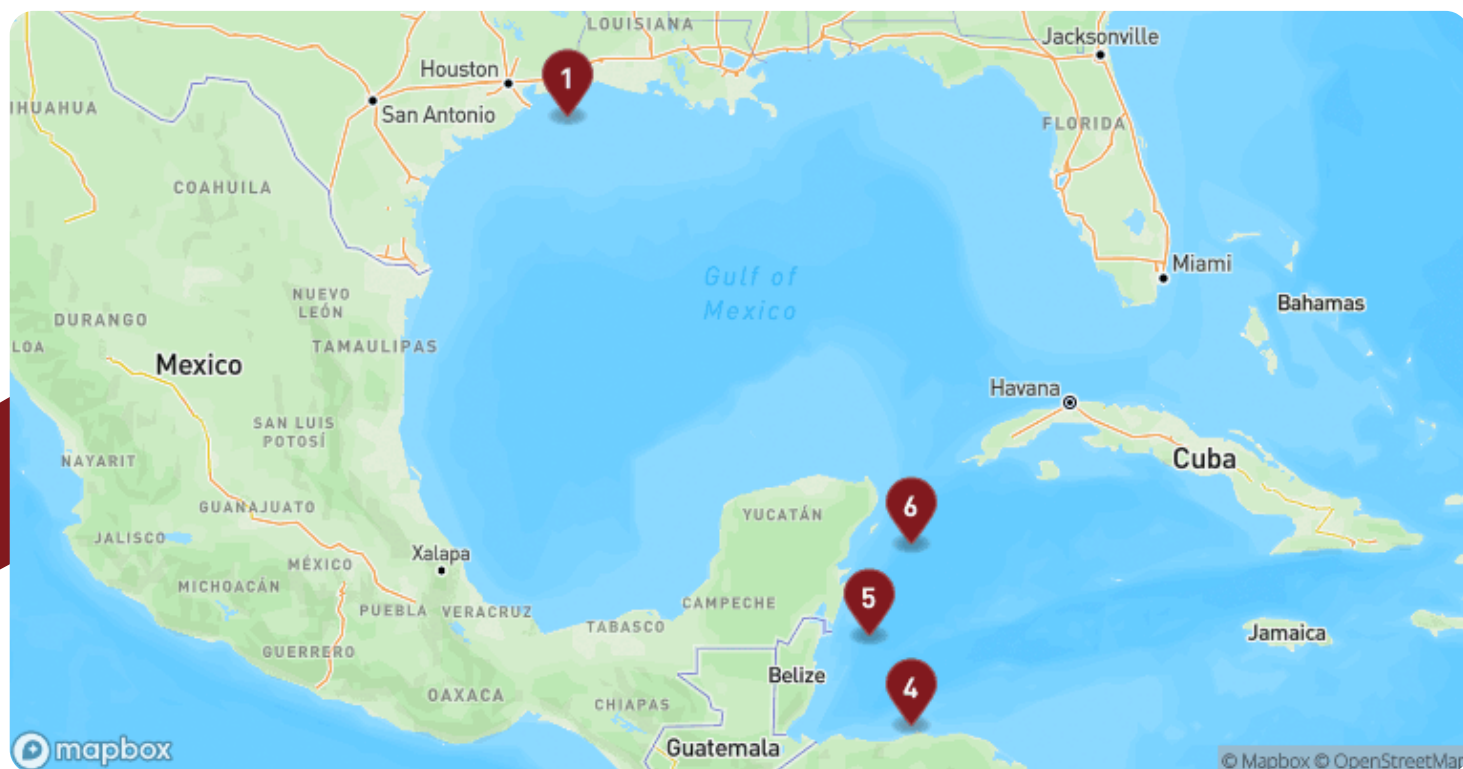 LOUISIANA
Jacksonville
Houston
1
San Antonio
IHUAHUA
FLORIDA
COAHUILA
Gulf of
Mexico
Miami
NUEVO
LEÓN
Bahamas
DURANGO
LOA
TAMAULIPAS
Mexico
Havana
SAN LUIS
POTOSÍ
NAYARIT
Cuba
GUANAJUATO
YUCATÁN
6
JALISCO
Xalapa
MÉXICO
MICHOACÁN
PUEBLA
VERACRUZ
CAMPECHE
5
TABASCO
Jamaica
GUERRERO
Belize
OAXACA
CHIAPAS
4
mapbox
Guatemala
© Mapbox © OpenStreetMap